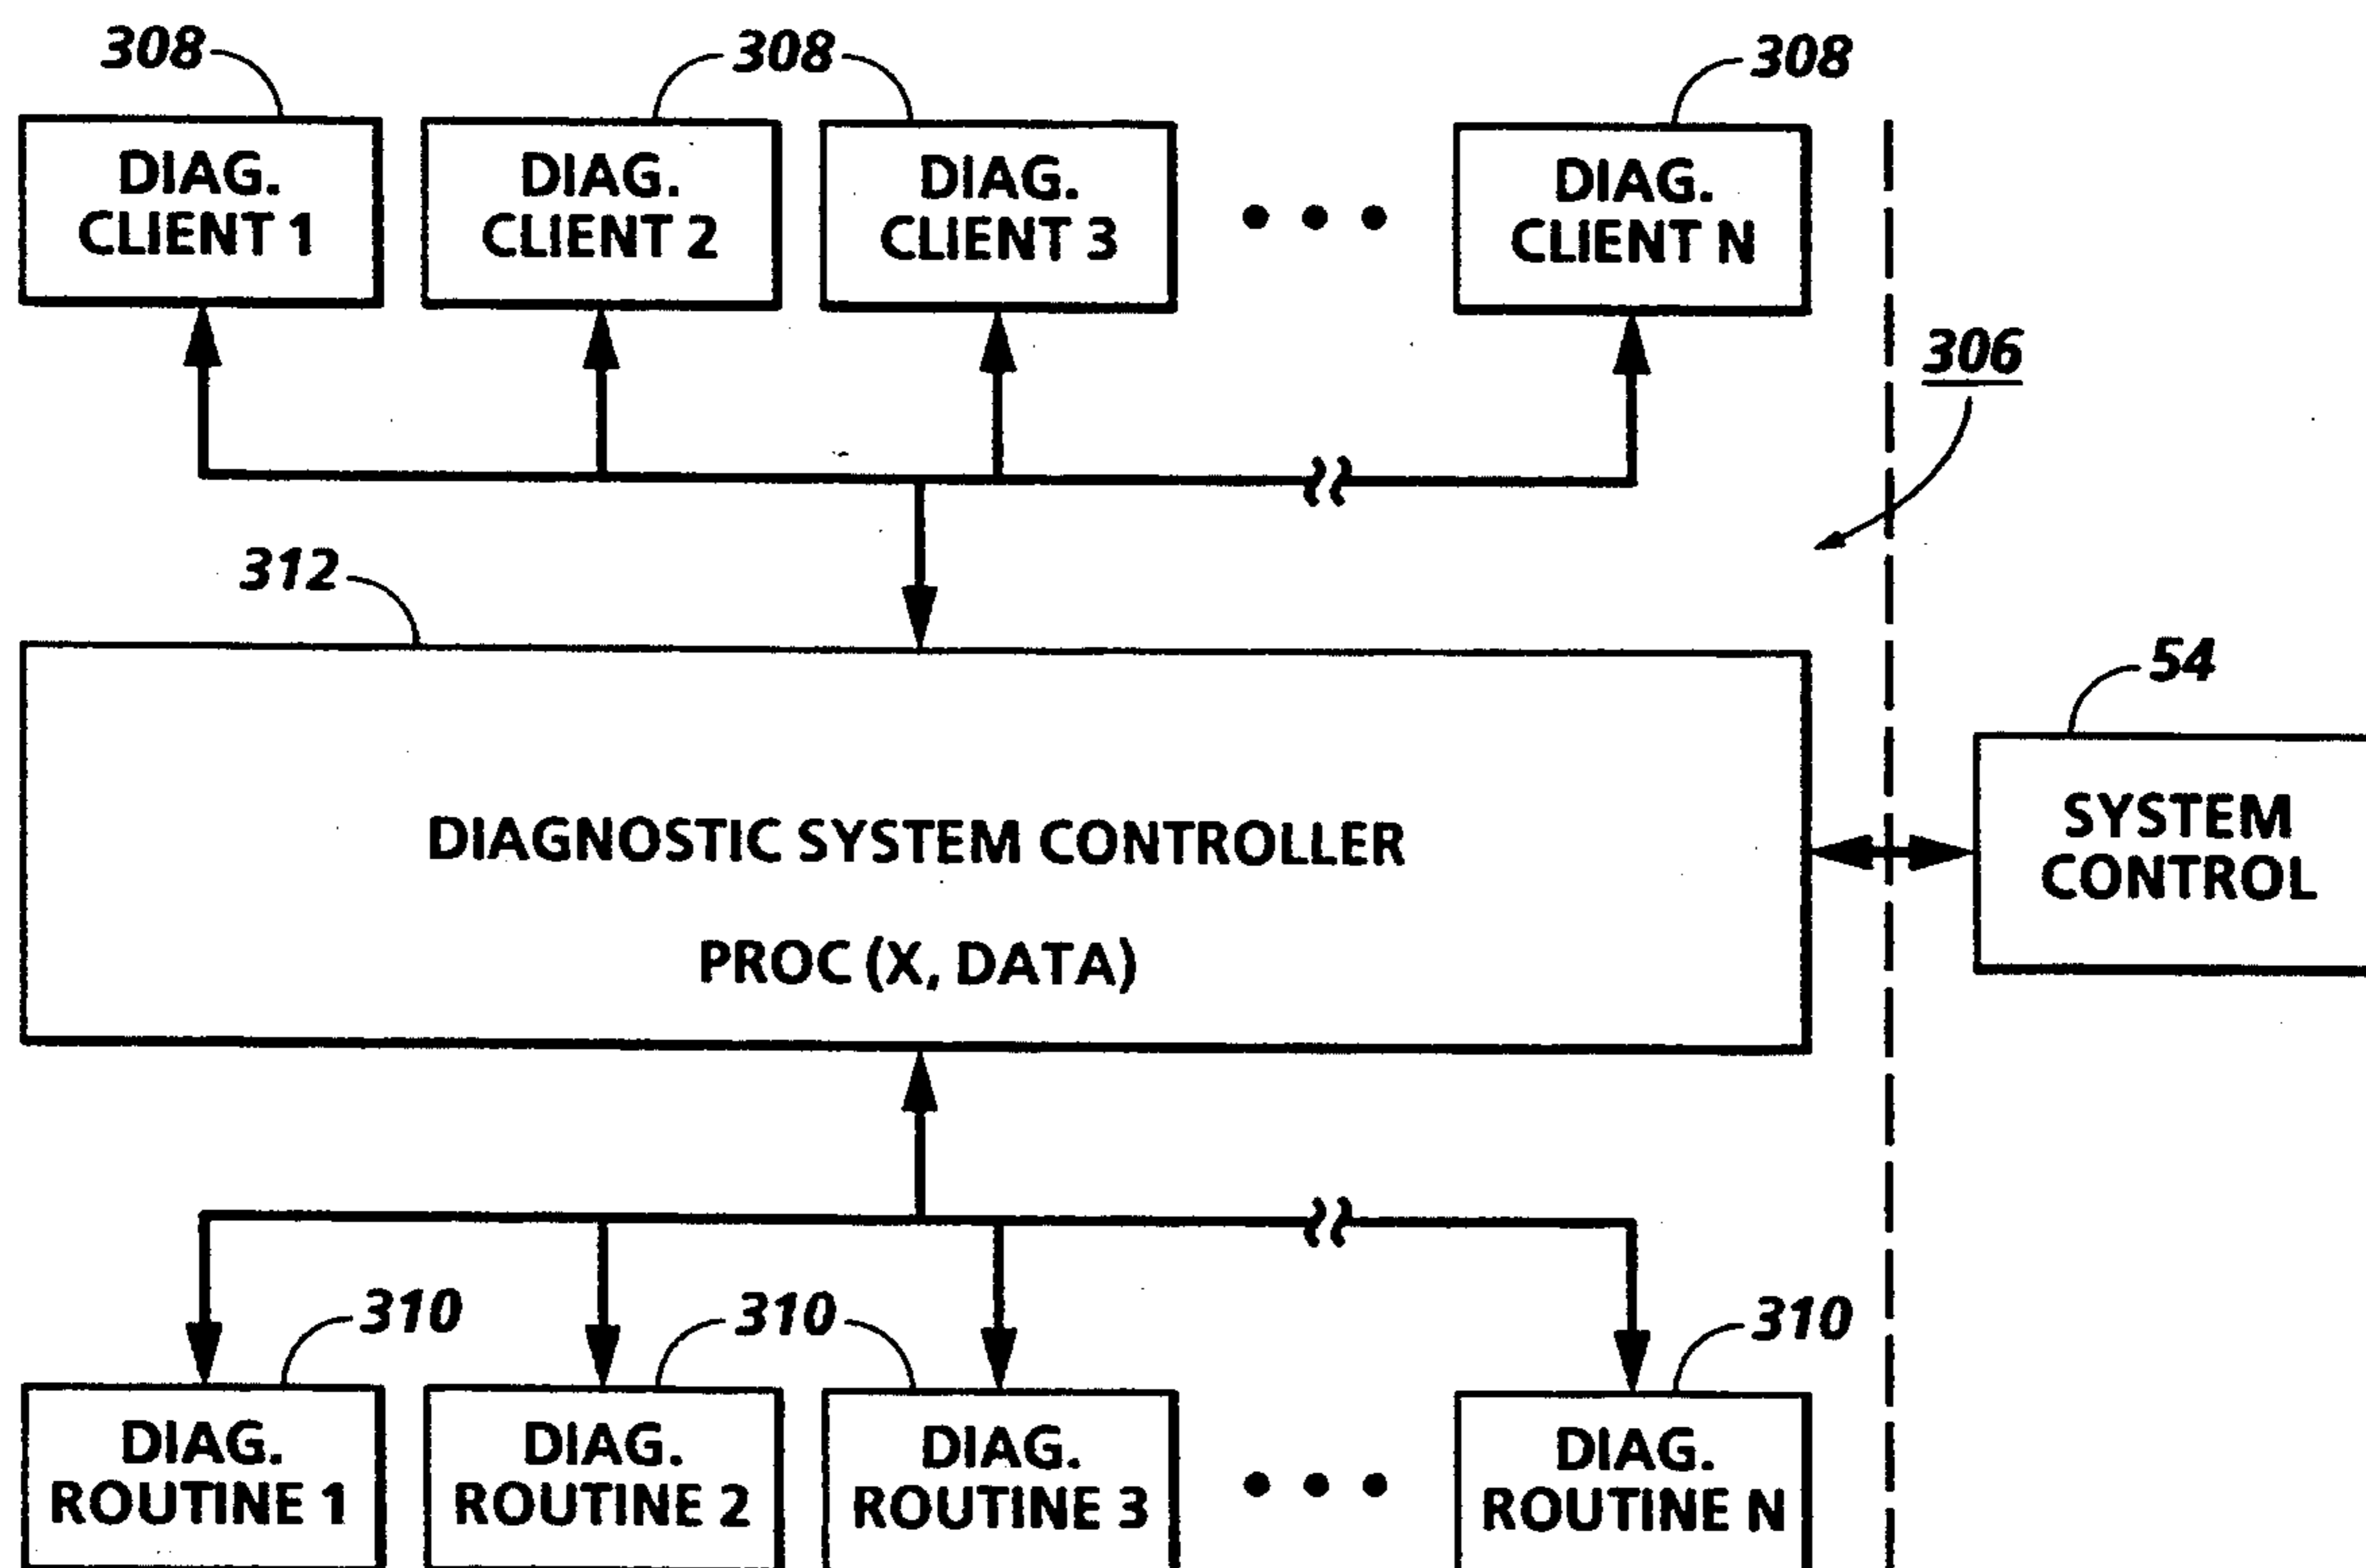 308
308
308
DIAG.
CLIENT 1
DIAG.
CLIENT 2
DIAG.
CLIENT 3
DIAG.
CLIENT N
306
312
54
DIAGNOSTIC SYSTEM CONTROLLER
PROC (X, DATA)
SYSTEM
CONTROL
310
310
310
DIAG.
ROUTINE 1
DIAG.
ROUTINE 2
DIAG.
ROUTINE 3
DIAG.
ROUTINE N